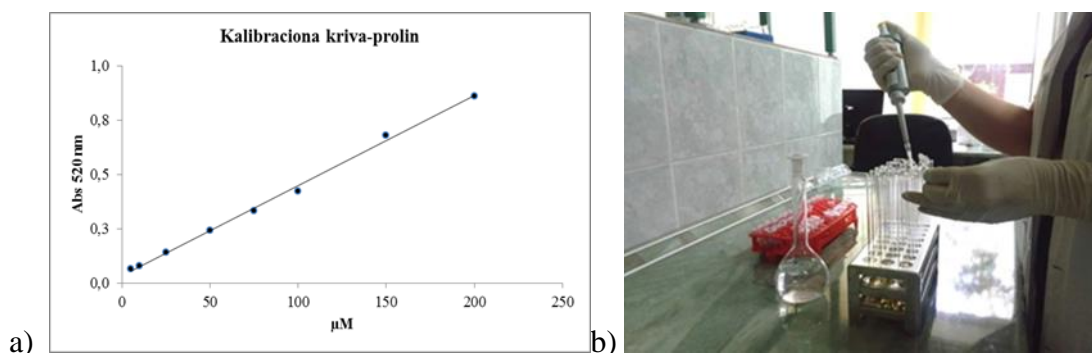 Kalibraciona kriva-prolin
1,0
0,8
0,5
0,3
0,0
Abs 520 nm
0 50 100 150 200 250
µM
a)
b)